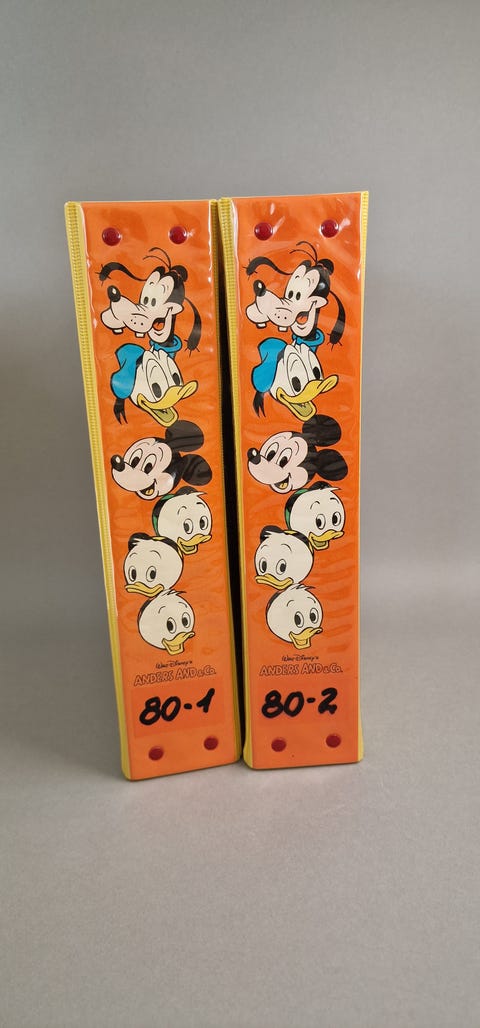 Walt Disney's
ANDERS AND & Co.
80-1
Walt Disney's
ANDERS AND & Co.
80-2